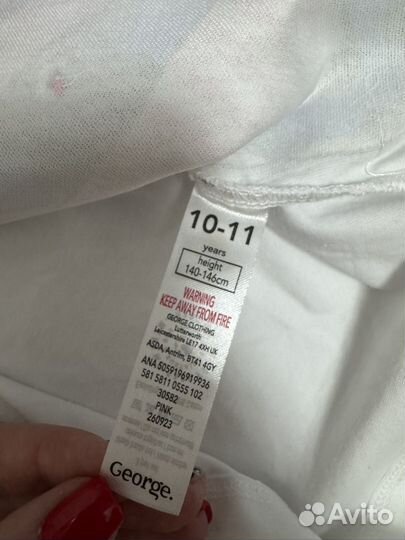 10-11
years
height
140-146cm
WARNING
KEEP AWAY FROM FIRE
GEORGE CLOTHING
Lutterworth
Leicestershire LE17 4XH UK
ASDA, Antrim, BT41 4GY
ANA 5059196919936
581 5811 0555 102
30582
PINK
260923
George.
Avito